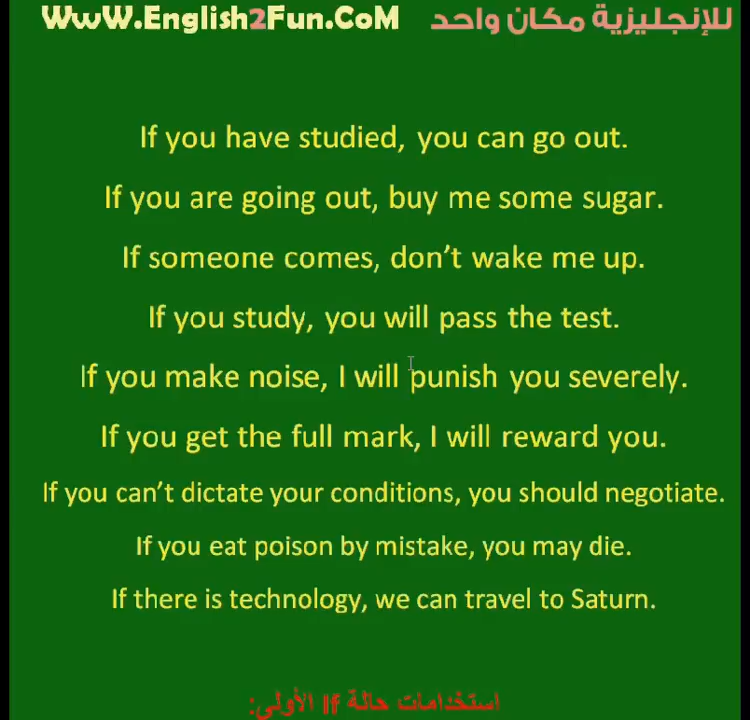 WwW.English2Fun.CoM للإنجليزية مكان واحد
If you have studied, you can go out.
If you are going out, buy me some sugar.
If someone comes, don’t wake me up.
If you study, you will pass the test.
If you make noise, I will punish you severely.
If you get the full mark, I will reward you.
If you can’t dictate your conditions, you should negotiate.
If you eat poison by mistake, you may die.
If there is technology, we can travel to Saturn.
استخدامات حالة If الأولى: